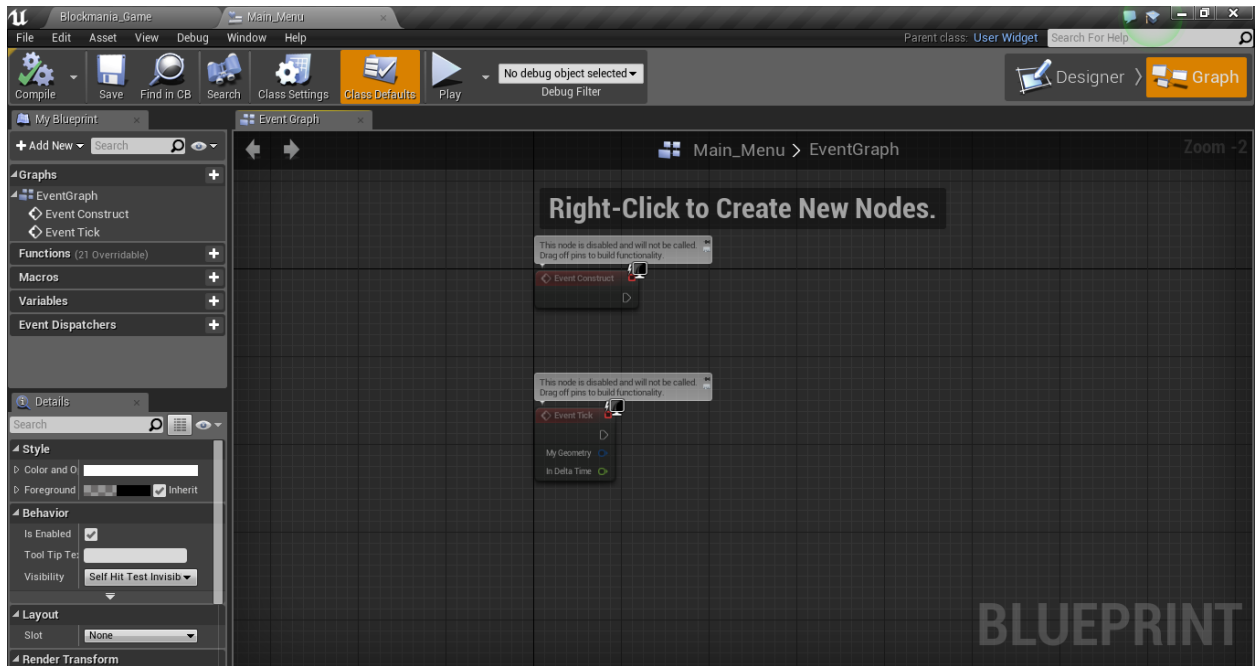 Blockmania_Game
Main_Menu
File Edit Asset View Debug Window Help
Parent class: User Widget Search For Help
Compile Save Find in CB Search Class Settings Class Defaults Play
No debug object selected
Debug Filter
Designer Graph
My Blueprint
Event Graph
Add New Search
Main_Menu > EventGraph
Zoom -2
Graphs
EventGraph
Event Construct
Event Tick
Functions (21 Overridable)
Macros
Variables
Event Dispatchers
Right-Click to Create New Nodes.
This node is disabled and will not be called.
Drag off pins to build functionality.
Event Construct
This node is disabled and will not be called.
Drag off pins to build functionality.
Event Tick
My Geometry
In Delta Time
Details
Search
Style
Color and O
Foreground Inherit
Behavior
Is Enabled
Tool Tip Te
Visibility Self Hit Test Invisib
Layout
Slot None
Render Transform
BLUEPRINT